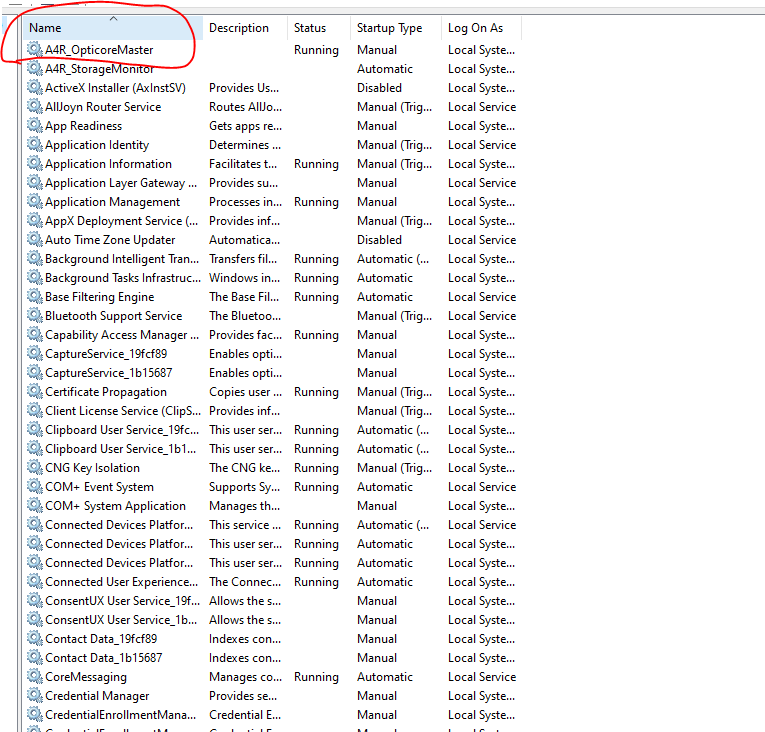 Name Description Status Startup Type Log On As
A4R_OpticoreMaster Running Manual Local Syste...
A4R_StorageMonitor Automatic Local Syste...
ActiveX Installer (AxInstSV) Provides Us... Disabled Local Syste...
AllJoyn Router Service Routes AllJo... Manual (Trig... Local Service
App Readiness Gets apps re... Manual Local Syste...
Application Identity Determines ... Manual (Trig... Local Service
Application Information Facilitates t... Running Manual (Trig... Local Syste...
Application Layer Gateway ... Provides su... Manual Local Service
Application Management Processes in... Running Manual Local Syste...
AppX Deployment Service (... Provides inf... Manual (Trig... Local Syste...
Auto Time Zone Updater Automatica... Disabled Local Service
Background Intelligent Tran... Transfers fil... Running Automatic (... Local Syste...
Background Tasks Infrastruc... Windows in... Running Automatic Local Syste...
Base Filtering Engine The Base Fil... Running Automatic Local Service
Bluetooth Support Service The Bluetoo... Manual (Trig... Local Service
Capability Access Manager ... Provides fac... Running Manual Local Syste...
CaptureService_19fcf89 Enables opti... Manual Local Syste...
CaptureService_1b15687 Enables opti... Manual Local Syste...
Certificate Propagation Copies user ... Running Manual (Trig... Local Syste...
Client License Service (ClipS... Provides inf... Manual (Trig... Local Syste...
Clipboard User Service_19fc... This user ser... Running Automatic (... Local Syste...
Clipboard User Service_1b1... This user ser... Running Automatic (... Local Syste...
CNG Key Isolation The CNG ke... Running Manual (Trig... Local Syste...
COM+ Event System Supports Sy... Running Automatic Local Service
COM+ System Application Manages th... Manual Local Syste...
Connected Devices Platfor... This service ... Running Automatic (... Local Service
Connected Devices Platfor... This user ser... Running Automatic Local Syste...
Connected Devices Platfor... This user ser... Running Automatic Local Syste...
Connected User Experience... The Connec... Running Automatic Local Syste...
ConsentUX User Service_19f... Allows the s... Manual Local Syste...
ConsentUX User Service_1b... Allows the s... Manual Local Syste...
Contact Data_19fcf89 Indexes con... Manual Local Syste...
Contact Data_1b15687 Indexes con... Manual Local Syste...
CoreMessaging Manages co... Running Automatic Local Service
Credential Manager Provides se... Manual Local Syste...
CredentialEnrollmentMana... Credential E... Manual Local Syste...